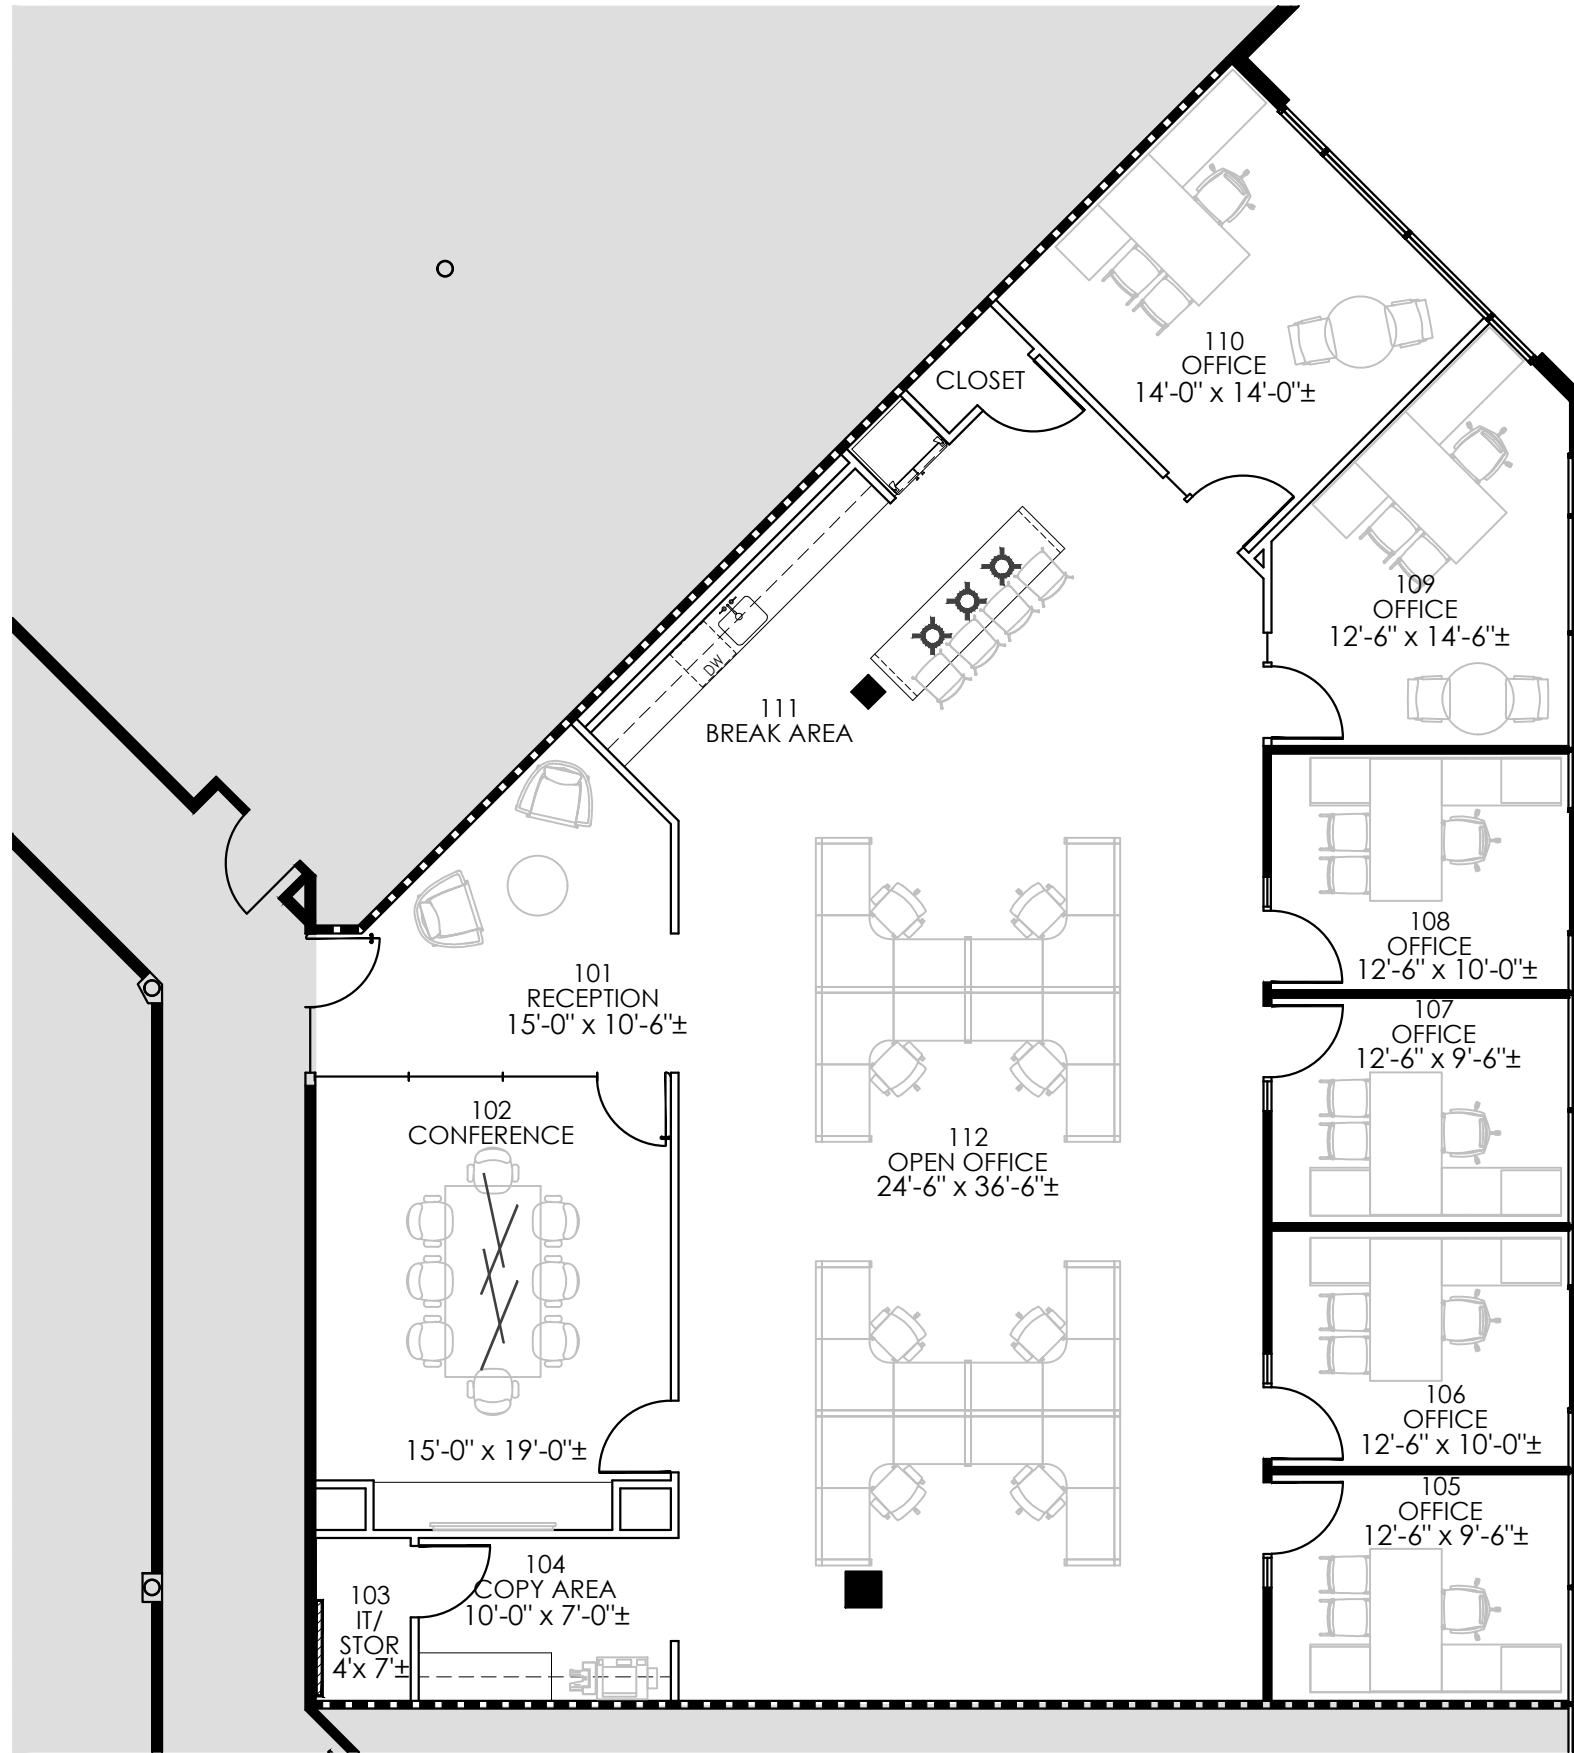 110
OFFICE
14'-0" x 14'-0"±
CLOSET
109
OFFICE
12'-6" x 14'-6"±
DW
111
BREAK AREA
108
OFFICE
12'-6" x 10'-0"±
101
RECEPTION
15'-0" x 10'-6"±
107
OFFICE
12'-6" x 9'-6"±
102
CONFERENCE
15'-0" x 19'-0"±
112
OPEN OFFICE
24'-6" x 36'-6"±
106
OFFICE
12'-6" x 10'-0"±
105
OFFICE
12'-6" x 9'-6"±
104
COPY AREA
10'-0" x 7'-0"±
103
IT/
STOR
4'x 7'±